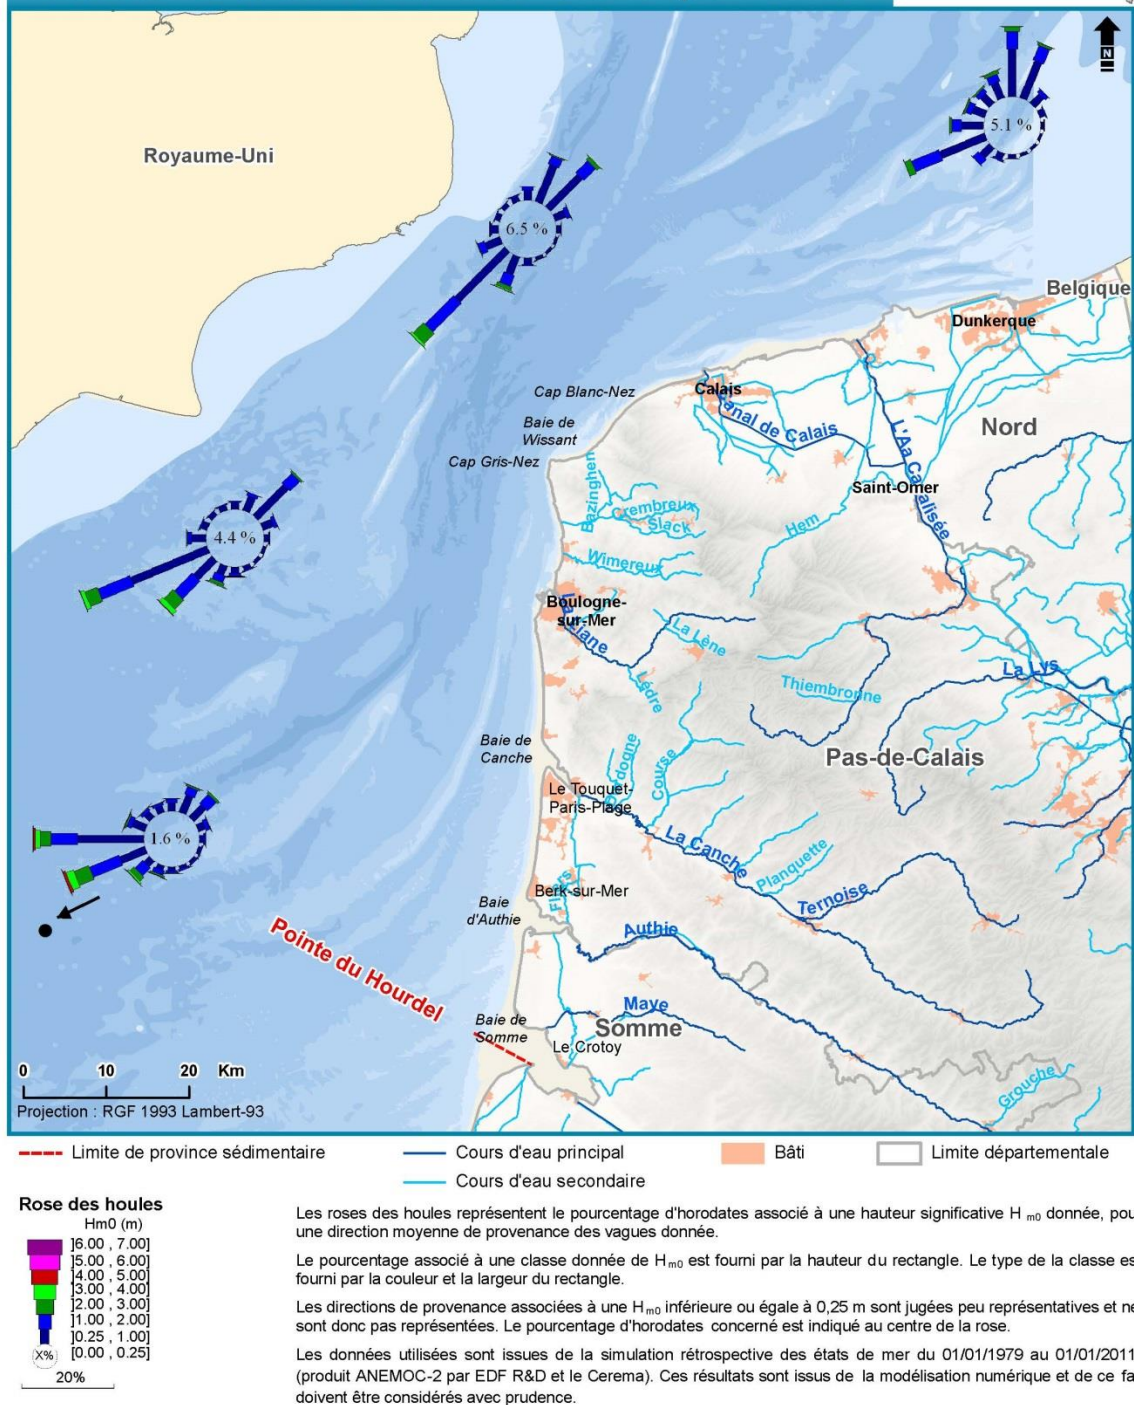 N
Royaume-Uni
5.1 %
6.5 %
Belgique
Dunkerque
Cap Blanc-Nez
Calais
Canal de Calais
Baie de
Wissant
Nord
L'Aa Canalisée
Cap Gris-Nez
Bazinghen
Saint-Omer
Crembreux
Slack
Hem
4.4 %
Wimereux
Boulogne-
sur-Mer
La Liane
La Lène
La Lys
Lédre
Thiembronne
Baie de
Canche
Dordogne
Course
Pas-de-Calais
Le Touquet-
Paris-Plage
1.6 %
La Canche
Planquette
Berk-sur-Mer
Fliers
Ternoise
Baie
d'Authie
Authie
Pointe du Hourdel
Maye
Baie de
Somme
Somme
Le Crotoy
Grouche
0 10 20 Km
Projection : RGF 1993 Lambert-93
Limite de province sédimentaire
Cours d'eau principal
Bâti
Limite départementale
Cours d'eau secondaire
Rose des houles
Hm0 (m)
]6.00 , 7.00]
]5.00 , 6.00]
]4.00 , 5.00]
]3.00 , 4.00]
]2.00 , 3.00]
]1.00 , 2.00]
]0.25 , 1.00]
[0.00 , 0.25]
X%
20%
Les roses des houles représentent le pourcentage d'horodates associé à une hauteur significative H m0 donnée, pou
une direction moyenne de provenance des vagues donnée.
Le pourcentage associé à une classe donnée de Hm0 est fourni par la hauteur du rectangle. Le type de la classe es
fourni par la couleur et la largeur du rectangle.
Les directions de provenance associées à une Hm0 inférieure ou égale à 0,25 m sont jugées peu représentatives et ne
sont donc pas représentées. Le pourcentage d'horodates concerné est indiqué au centre de la rose.
Les données utilisées sont issues de la simulation rétrospective des états de mer du 01/01/1979 au 01/01/2011
(produit ANEMOC-2 par EDF R&D et le Cerema). Ces résultats sont issus de la modélisation numérique et de ce fa
doivent être considérés avec prudence.